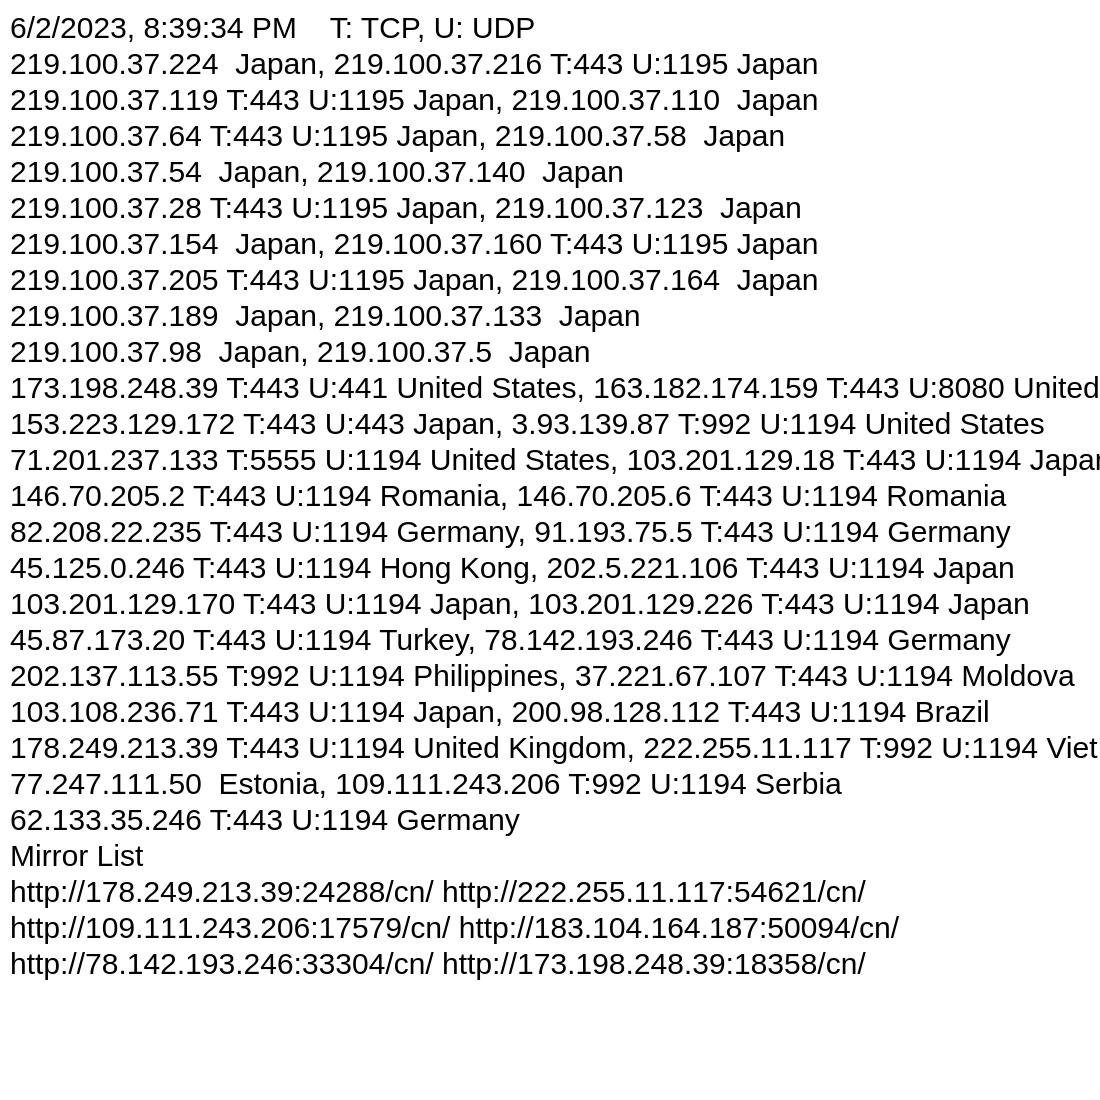 6/2/2023, 8:39:34 PM    T: TCP, U: UDP
219.100.37.224  Japan, 219.100.37.216 T:443 U:1195 Japan
219.100.37.119 T:443 U:1195 Japan, 219.100.37.110  Japan
219.100.37.64 T:443 U:1195 Japan, 219.100.37.58  Japan
219.100.37.54  Japan, 219.100.37.140  Japan
219.100.37.28 T:443 U:1195 Japan, 219.100.37.123  Japan
219.100.37.154  Japan, 219.100.37.160 T:443 U:1195 Japan
219.100.37.205 T:443 U:1195 Japan, 219.100.37.164  Japan
219.100.37.189  Japan, 219.100.37.133  Japan
219.100.37.98  Japan, 219.100.37.5  Japan
173.198.248.39 T:443 U:441 United States, 163.182.174.159 T:443 U:8080 United
153.223.129.172 T:443 U:443 Japan, 3.93.139.87 T:992 U:1194 United States
71.201.237.133 T:5555 U:1194 United States, 103.201.129.18 T:443 U:1194 Japan
146.70.205.2 T:443 U:1194 Romania, 146.70.205.6 T:443 U:1194 Romania
82.208.22.235 T:443 U:1194 Germany, 91.193.75.5 T:443 U:1194 Germany
45.125.0.246 T:443 U:1194 Hong Kong, 202.5.221.106 T:443 U:1194 Japan
103.201.129.170 T:443 U:1194 Japan, 103.201.129.226 T:443 U:1194 Japan
45.87.173.20 T:443 U:1194 Turkey, 78.142.193.246 T:443 U:1194 Germany
202.137.113.55 T:992 U:1194 Philippines, 37.221.67.107 T:443 U:1194 Moldova
103.108.236.71 T:443 U:1194 Japan, 200.98.128.112 T:443 U:1194 Brazil
178.249.213.39 T:443 U:1194 United Kingdom, 222.255.11.117 T:992 U:1194 Viet
77.247.111.50  Estonia, 109.111.243.206 T:992 U:1194 Serbia
62.133.35.246 T:443 U:1194 Germany
Mirror List
http://178.249.213.39:24288/cn/ http://222.255.11.117:54621/cn/
http://109.111.243.206:17579/cn/ http://183.104.164.187:50094/cn/
http://78.142.193.246:33304/cn/ http://173.198.248.39:18358/cn/